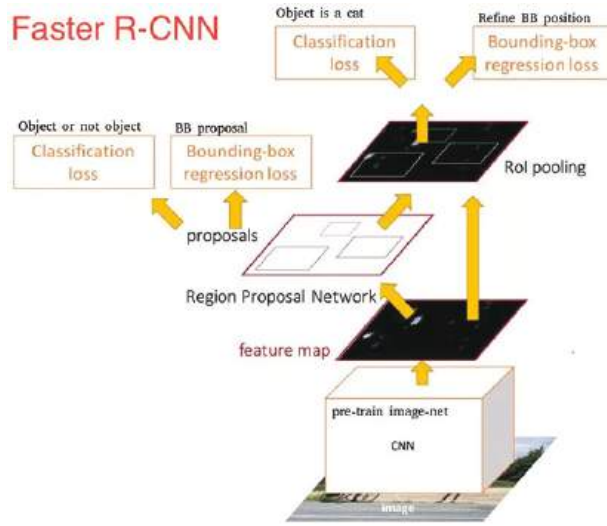 Faster R-CNN
Object is a cat
Classification
loss
Refine BB position
Bounding-box
regression loss
Object or not object
Classification
loss
BB proposal
Bounding-box
regression loss
RoI pooling
proposals
Region Proposal Network
feature map
pre-train image-net
CNN
image